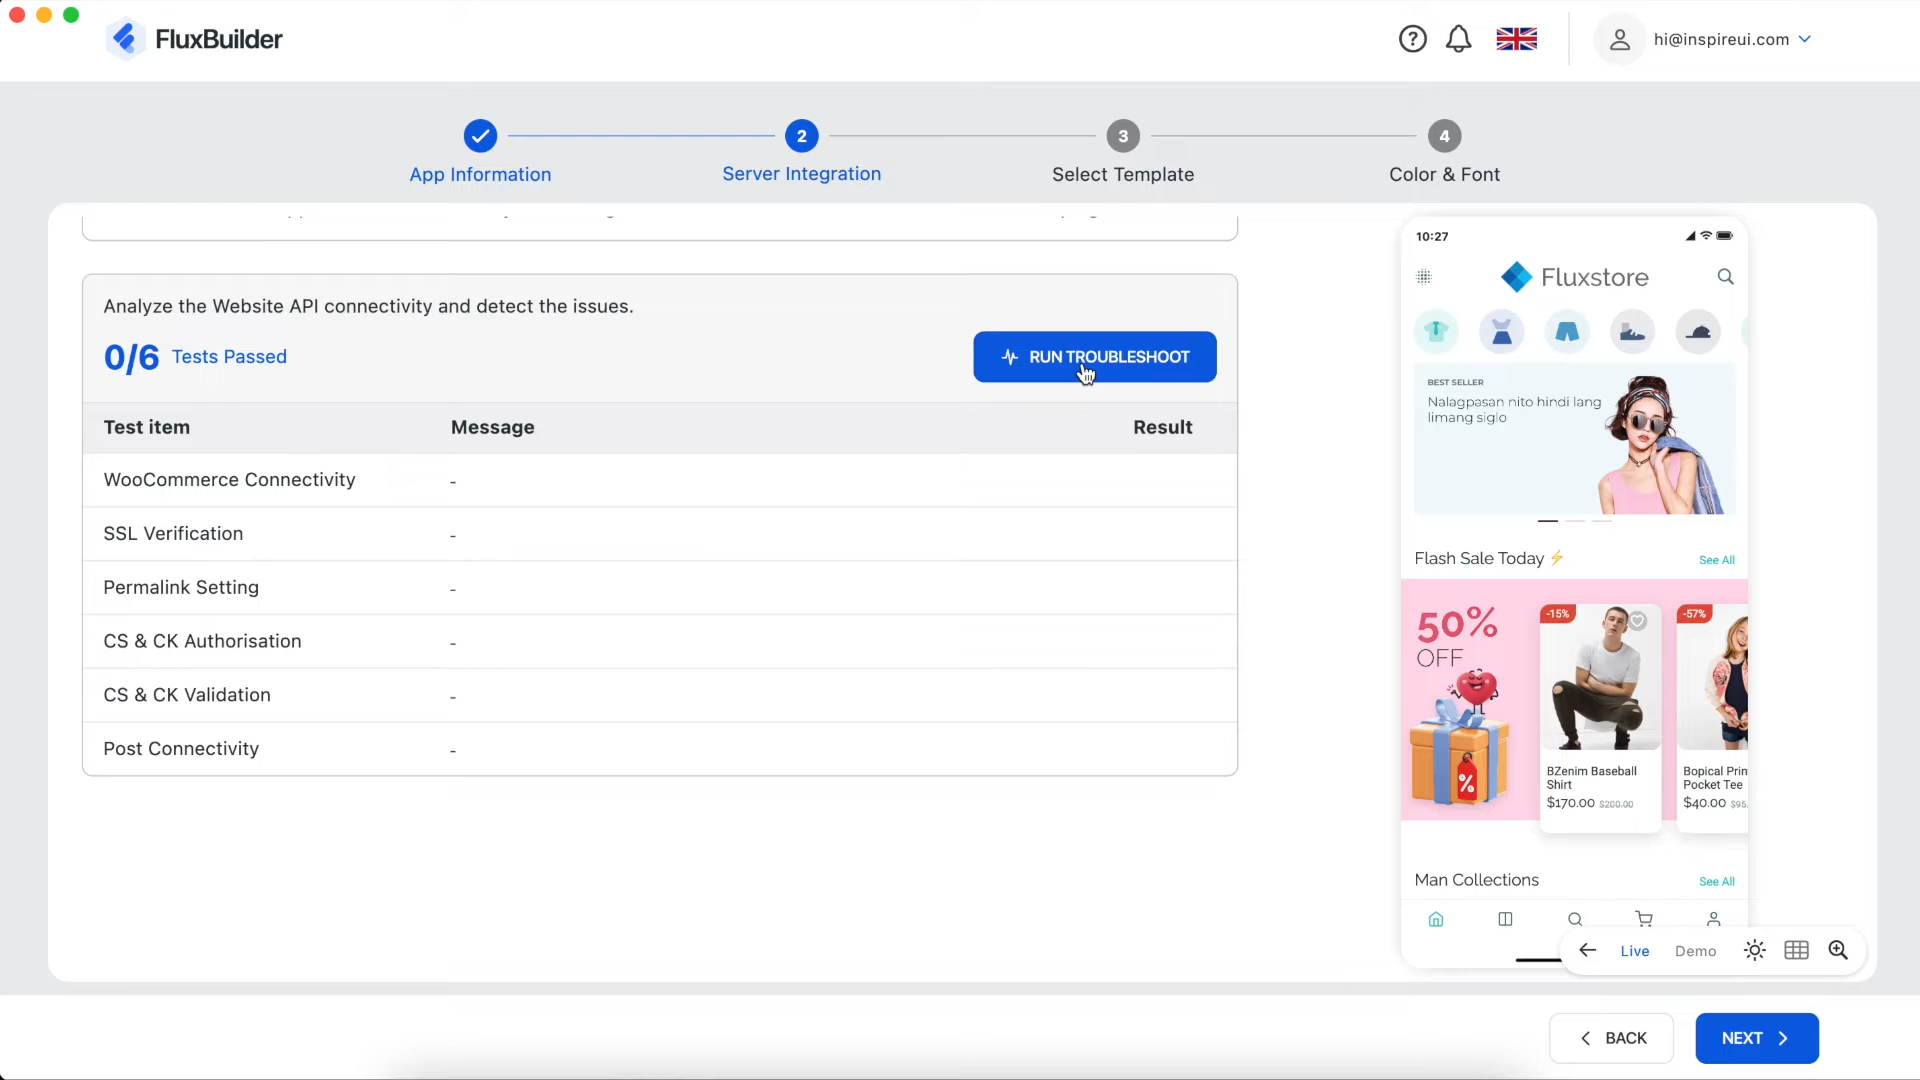 FluxBuilder
hi@inspireui.com
2
3
4
App Information
Server Integration
Select Template
Color & Font
Analyze the Website API connectivity and detect the issues.
0/6 Tests Passed
RUN TROUBLESHOOT
Test item Message Result
WooCommerce Connectivity -
SSL Verification -
Permalink Setting -
CS & CK Authorisation -
CS & CK Validation -
Post Connectivity -
10:27
Fluxstore
BEST SELLER
Nalagpasan nito hindi lang
limang siglo
Flash Sale Today
See All
50%
OFF
-15%
-57%
BZenim Baseball
Shirt
$170.00 $200.00
Bopical Prin
Pocket Tee
$40.00 $95.
Man Collections
See All
Live
Demo
BACK
NEXT